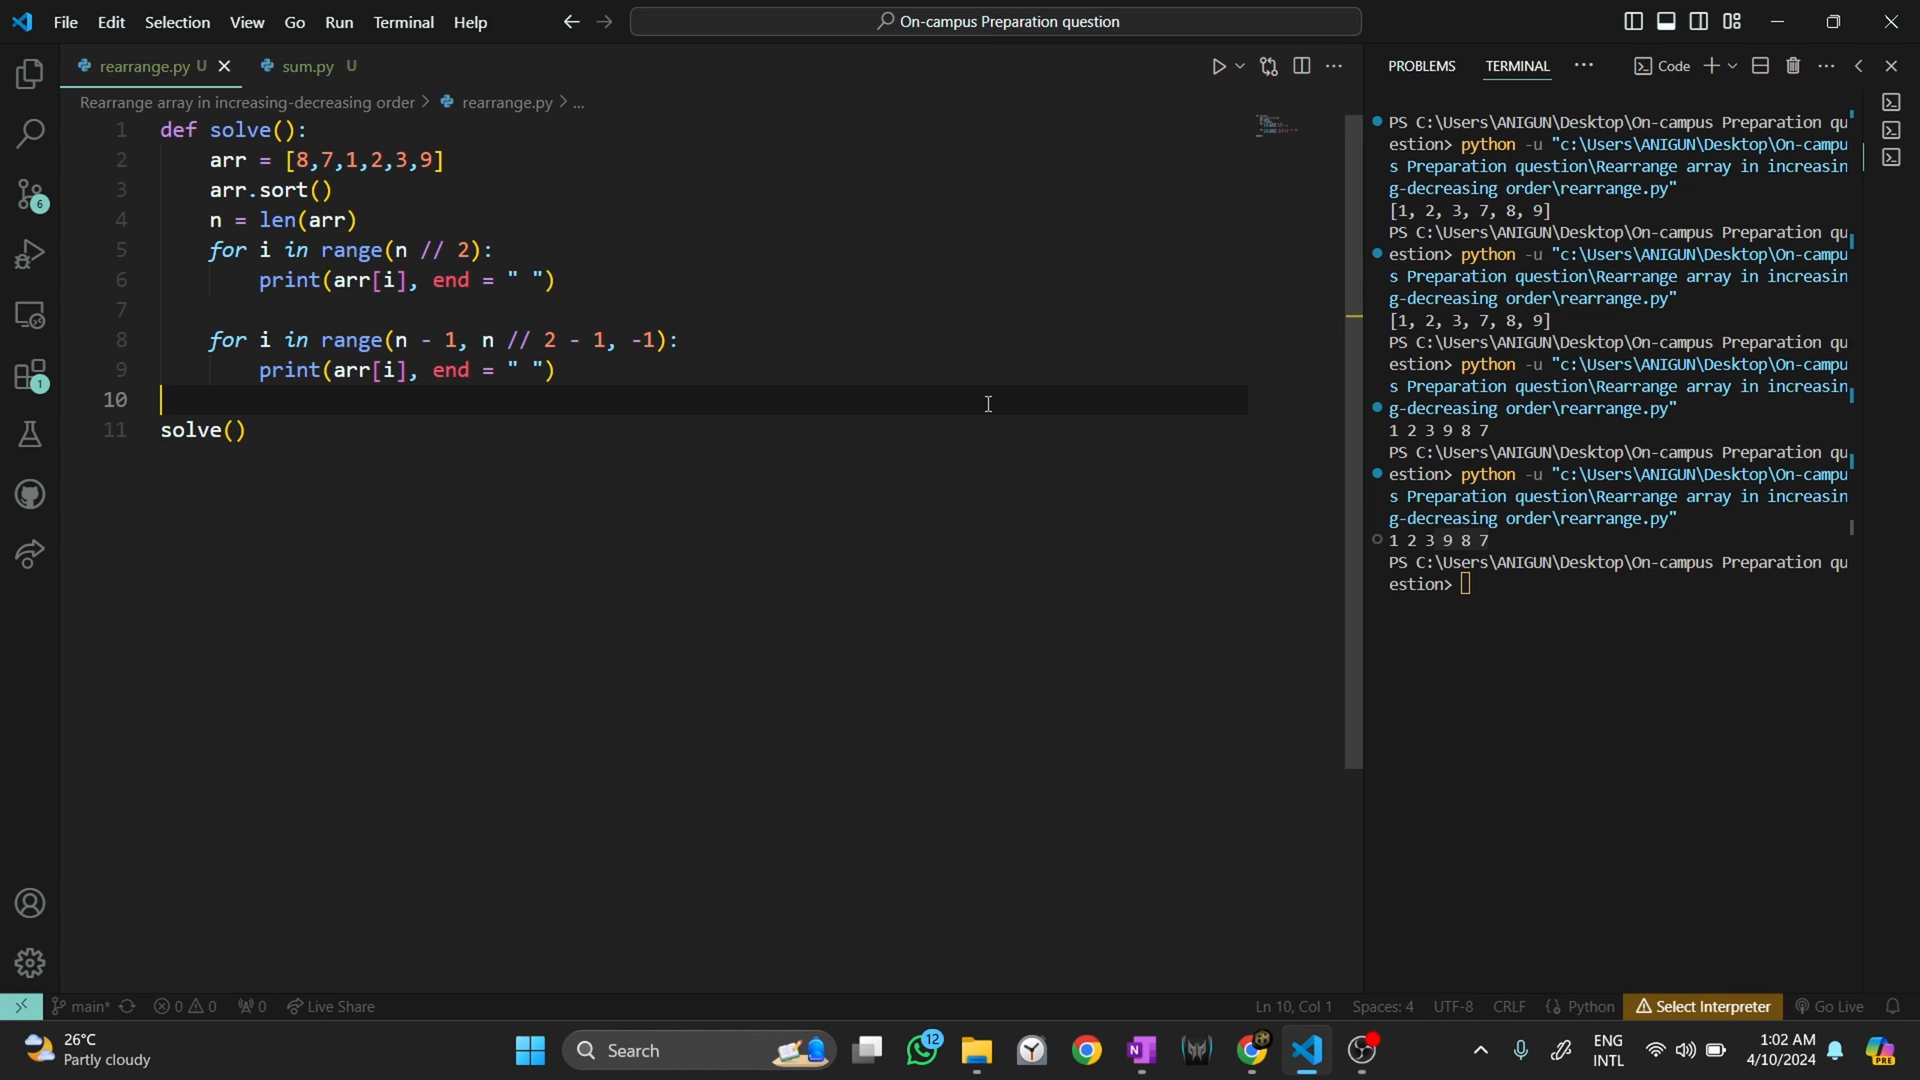 File Edit Selection View Go Run Terminal Help
On-campus Preparation question
rearrange.py U
sum.py U
Rearrange array in increasing-decreasing order > rearrange.py > ...
1 def solve():
2     arr = [8,7,1,2,3,9]
3     arr.sort()
4     n = len(arr)
5     for i in range(n // 2):
6         print(arr[i], end = " ")
7
8     for i in range(n - 1, n // 2 - 1, -1):
9         print(arr[i], end = " ")
10
11 solve()
PROBLEMS TERMINAL ... Code
PS C:\Users\ANIGUN\Desktop\On-campus Preparation qu
estion> python -u "c:\Users\ANIGUN\Desktop\On-campu
s Preparation question\Rearrange array in increasin
g-decreasing order\rearrange.py"
[1, 2, 3, 7, 8, 9]
PS C:\Users\ANIGUN\Desktop\On-campus Preparation qu
estion> python -u "c:\Users\ANIGUN\Desktop\On-campu
s Preparation question\Rearrange array in increasin
g-decreasing order\rearrange.py"
[1, 2, 3, 7, 8, 9]
PS C:\Users\ANIGUN\Desktop\On-campus Preparation qu
estion> python -u "c:\Users\ANIGUN\Desktop\On-campu
s Preparation question\Rearrange array in increasin
g-decreasing order\rearrange.py"
1 2 3 9 8 7
PS C:\Users\ANIGUN\Desktop\On-campus Preparation qu
estion> python -u "c:\Users\ANIGUN\Desktop\On-campu
s Preparation question\Rearrange array in increasin
g-decreasing order\rearrange.py"
1 2 3 9 8 7
PS C:\Users\ANIGUN\Desktop\On-campus Preparation qu
estion>
6
1
main* 0 0 0 Live Share
Ln 10, Col 1 Spaces: 4 UTF-8 CRLF {} Python Select Interpreter Go Live
26°C
Partly cloudy
Search
12
ENG
INTL
1:02 AM
4/10/2024
PRE